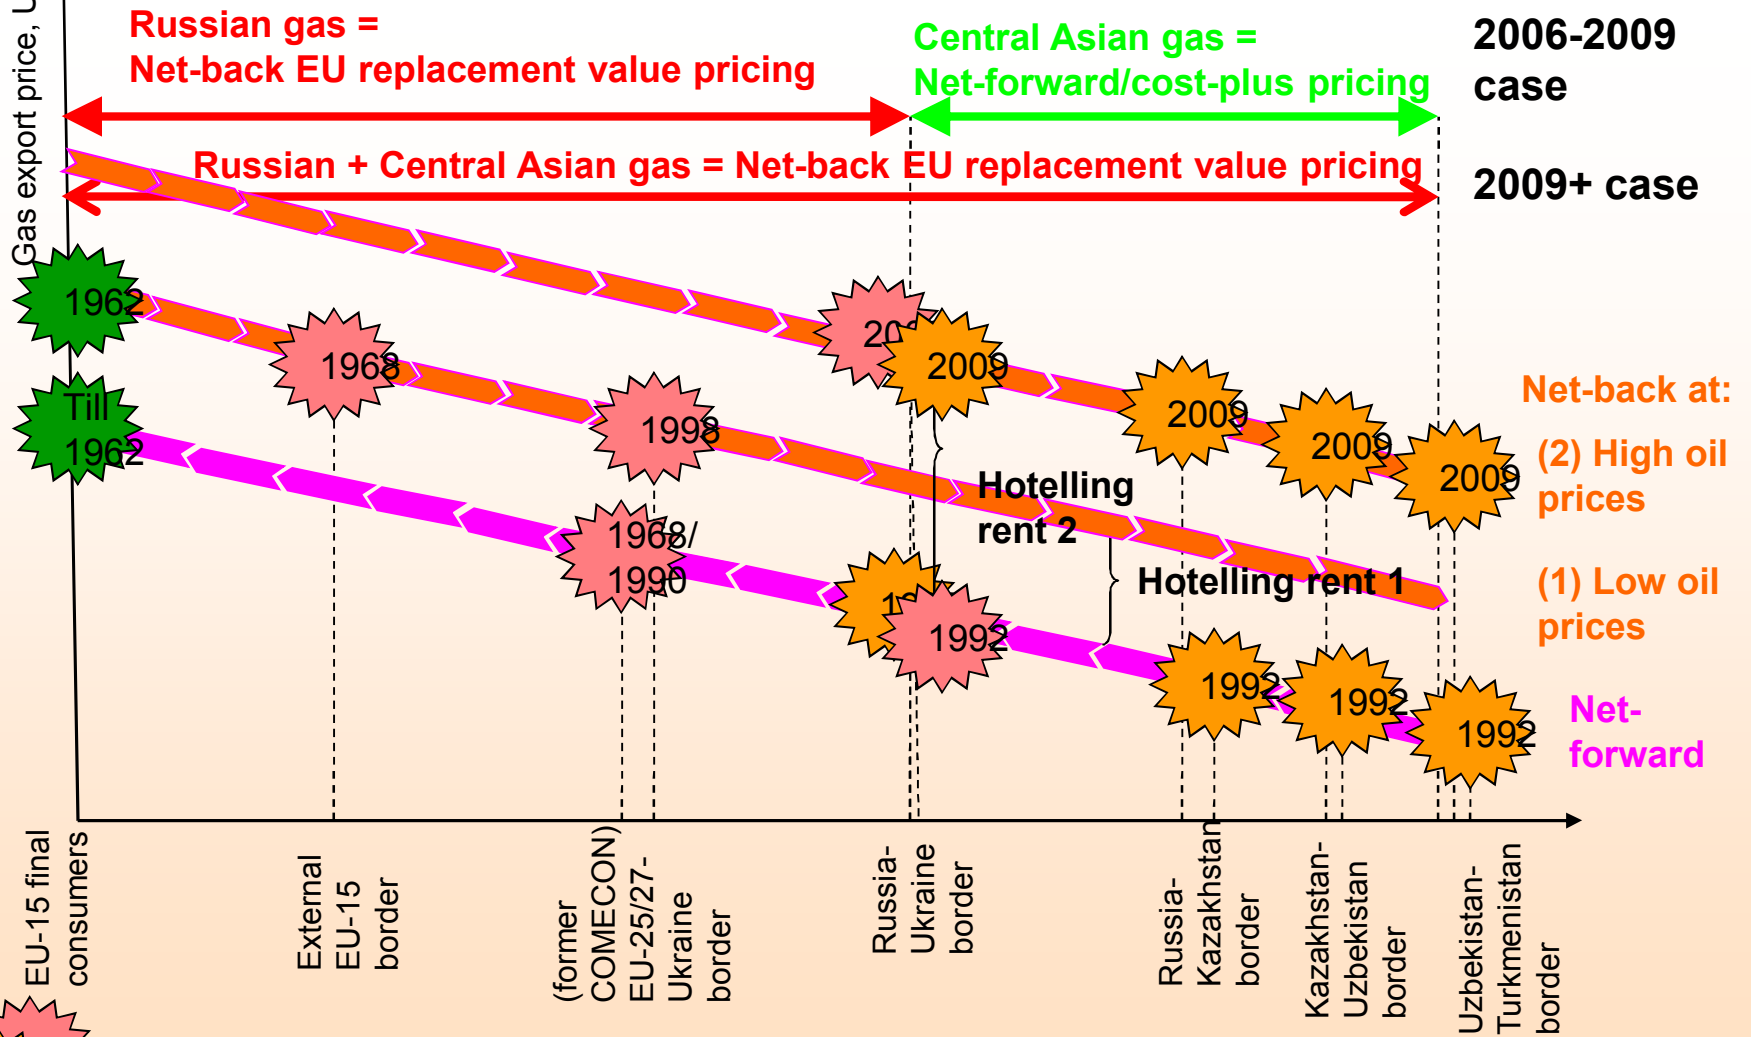 Gas export price,
Russian gas =
Net-back EU replacement value pricing
Central Asian gas =
Net-forward/cost-plus pricing
2006-2009
case
Russian + Central Asian gas = Net-back EU replacement value pricing
2009+ case
1962
1968
1998
2009
2009
2009
2009
Till
1962
1968/
1990
1992
1992
1992
1992
Hotelling
rent 2
Hotelling rent 1
Net-back at:
(2) High oil
prices
(1) Low oil
prices
Net-
forward
EU-15 final
consumers
External
EU-15
border
(former
COMECON)
EU-25/27-
Ukraine
border
Russia-
Ukraine
border
Russia-
Kazakhstan
border
Kazakhstan-
Uzbekistan
border
Uzbekistan-
Turkmenistan
border